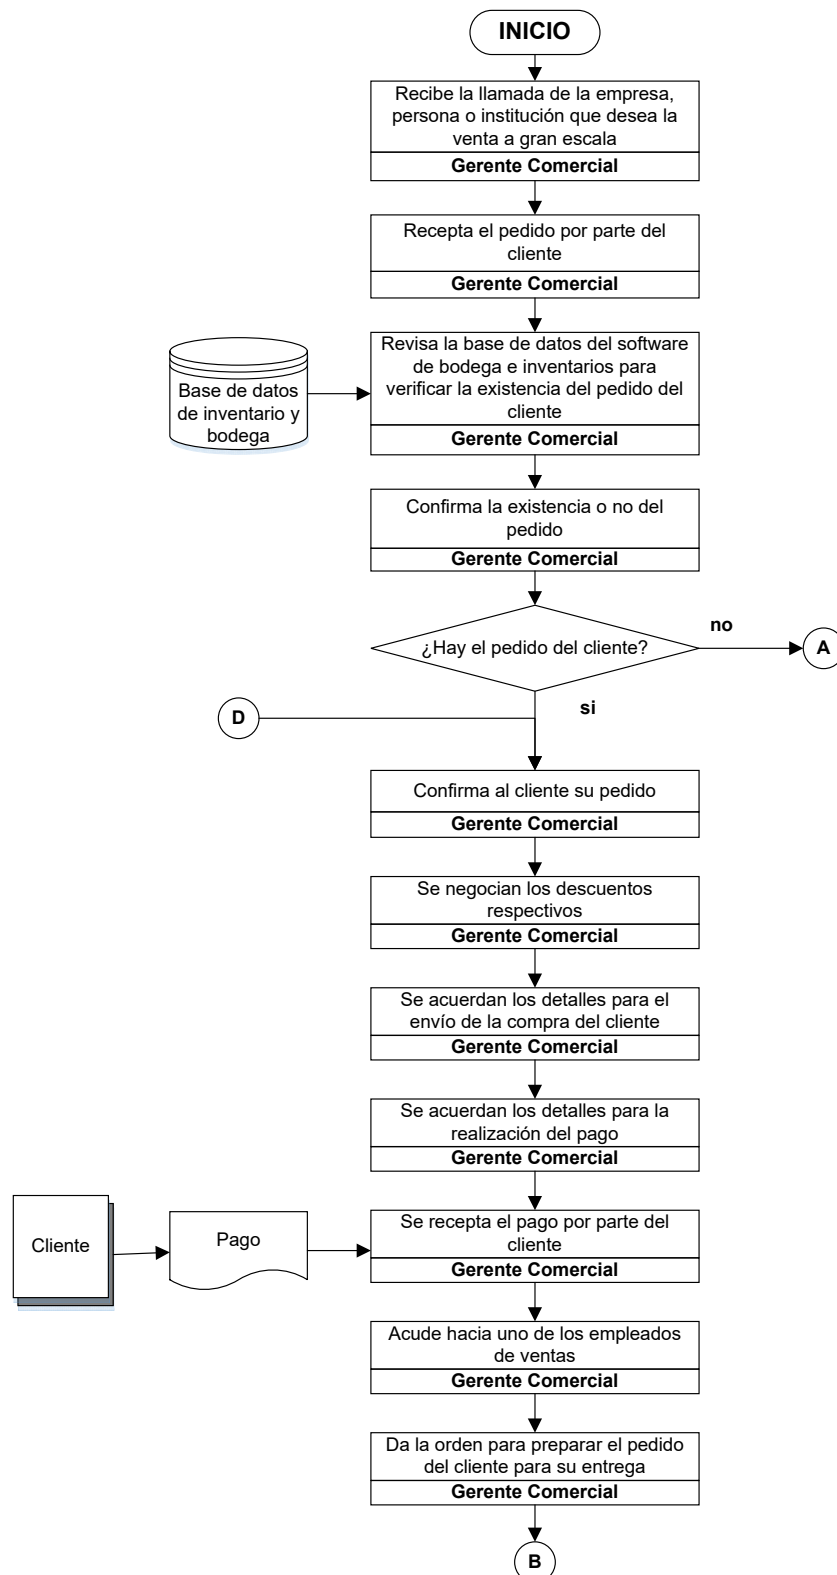 INICIO
Recibe la llamada de la empresa,
persona o institución que desea la
venta a gran escala
Gerente Comercial
Recepta el pedido por parte del
cliente
Gerente Comercial
Revisa la base de datos del software
de bodega e inventarios para
verificar la existencia del pedido del
cliente
Gerente Comercial
Base de datos
de inventario y
bodega
Confirma la existencia o no del
pedido
Gerente Comercial
¿Hay el pedido del cliente?
no
A
si
D
Confirma al cliente su pedido
Gerente Comercial
Se negocian los descuentos
respectivos
Gerente Comercial
Se acuerdan los detalles para el
envío de la compra del cliente
Gerente Comercial
Se acuerdan los detalles para la
realización del pago
Gerente Comercial
Cliente
Pago
Se recepta el pago por parte del
cliente
Gerente Comercial
Acude hacia uno de los empleados
de ventas
Gerente Comercial
Da la orden para preparar el pedido
del cliente para su entrega
Gerente Comercial
B